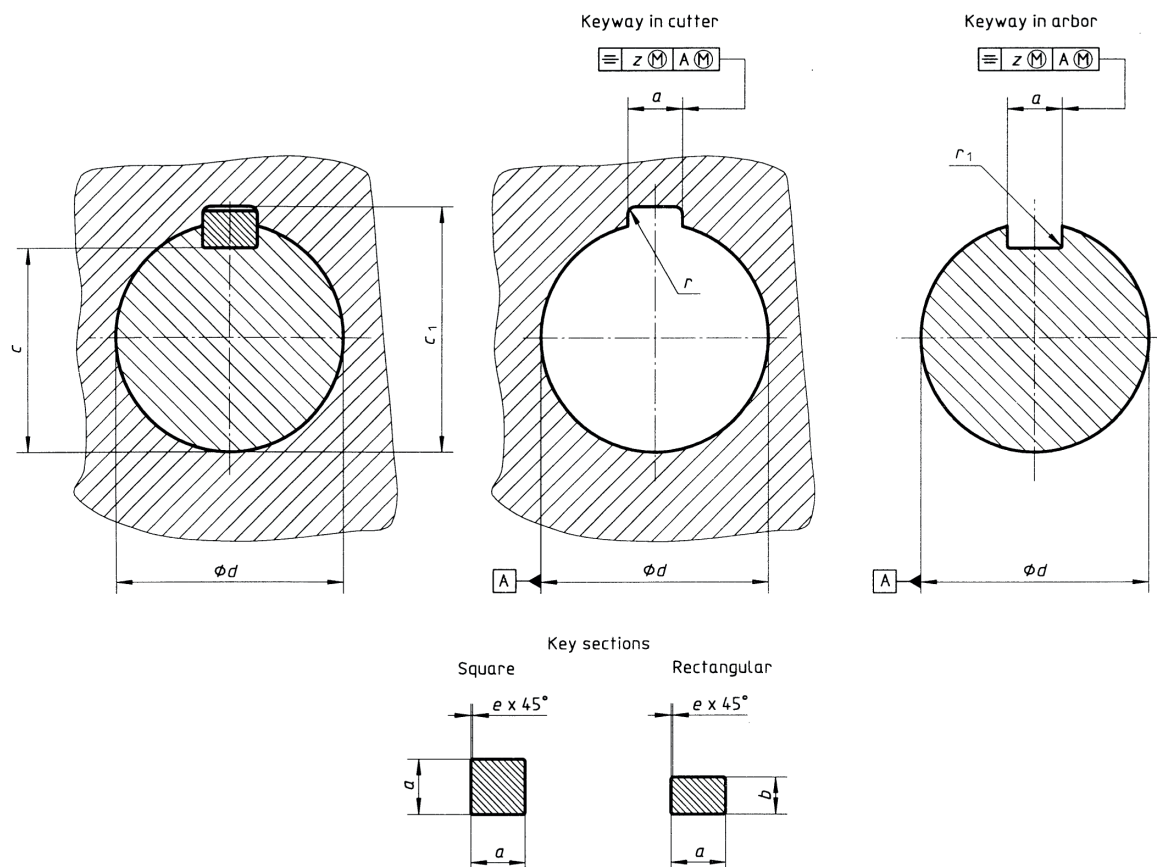 Keyway in cutter
Keyway in arbor
⌯ z Ⓜ A Ⓜ
⌯ z Ⓜ A Ⓜ
a
a
r₁
r
c
c₁
A
A
Φd
Φd
Φd
Key sections
Square
Rectangular
e x 45°
e x 45°
a
b
a
a